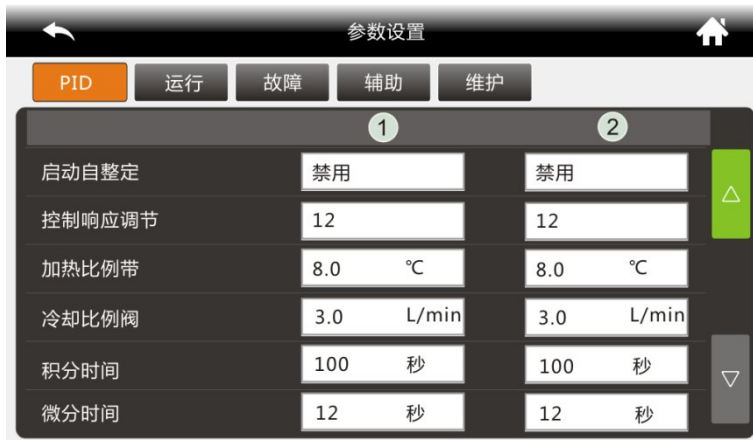 参数设置
PID 运行 故障 辅助 维护
1 2
启动自整定 禁用 禁用
控制响应调节 12 12
加热比例带 8.0 ℃ 8.0 ℃
冷却比例阀 3.0 L/min 3.0 L/min
积分时间 100 秒 100 秒
微分时间 12 秒 12 秒